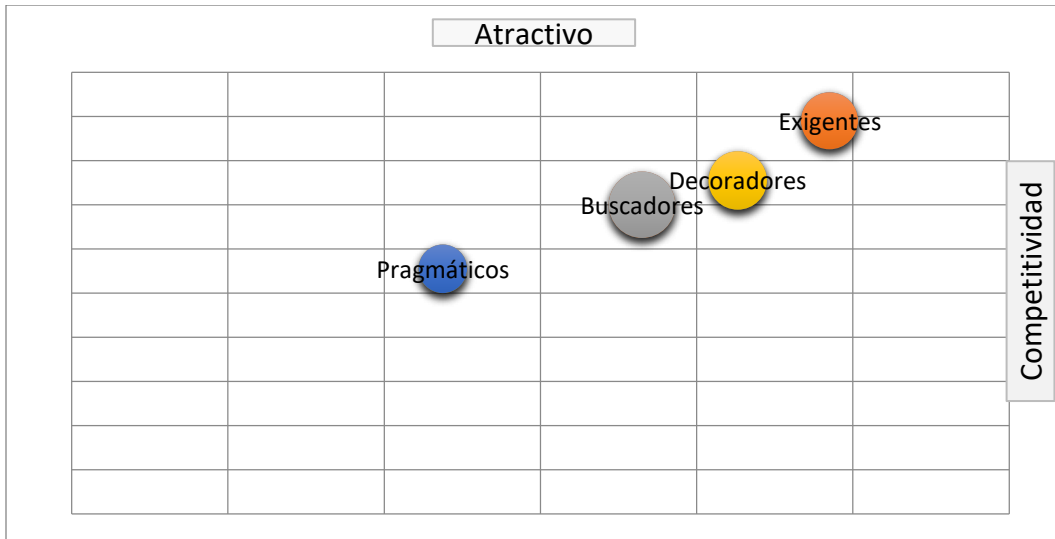 Atractivo
Exigentes
Decoradores
Buscadores
Pragmáticos
Competitividad